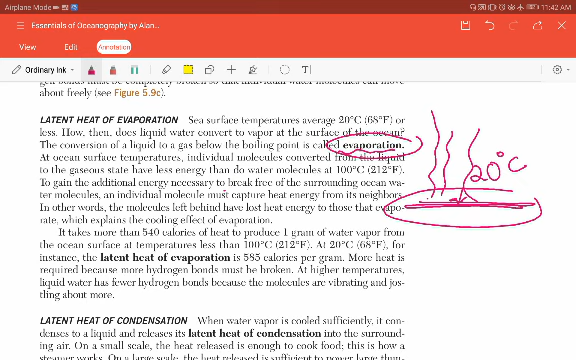 Airplane Mode
11:42 AM
Essentials of Oceanography by Alan...
View Edit Annotation
Ordinary Ink
about freely (see Figure 5.9c).
LATENT HEAT OF EVAPORATION Sea surface temperatures average 20°C (68°F) or
less. How, then, does liquid water convert to vapor at the surface of the ocean?
The conversion of a liquid to a gas below the boiling point is called evaporation.
At ocean surface temperatures, individual molecules converted from the liquid
to the gaseous state have less energy than do water molecules at 100°C (212°F).
To gain the additional energy necessary to break free of the surrounding ocean wa-
ter molecules, an individual molecule must capture heat energy from its neighbors.
In other words, the molecules left behind have lost heat energy to those that evapo-
rate, which explains the cooling effect of evaporation.
It takes more than 540 calories of heat to produce 1 gram of water vapor from
the ocean surface at temperatures less than 100°C (212°F). At 20°C (68°F), for
instance, the latent heat of evaporation is 585 calories per gram. More heat is
required because more hydrogen bonds must be broken. At higher temperatures,
liquid water has fewer hydrogen bonds because the molecules are vibrating and jos-
tling about more.
LATENT HEAT OF CONDENSATION When water vapor is cooled sufficiently, it con-
denses to a liquid and releases its latent heat of condensation into the surround-
ing air. On a small scale, the heat released is enough to cook food; this is how a
20°C